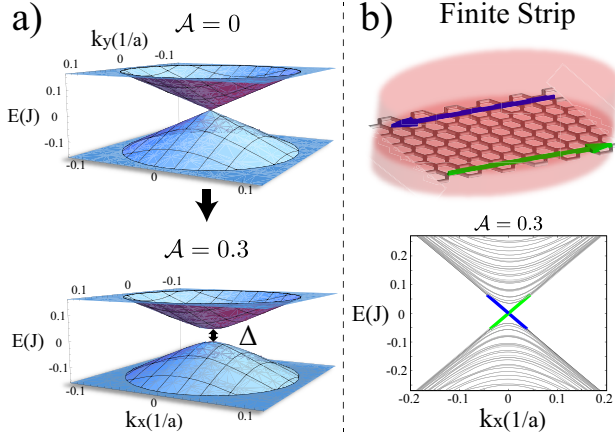 a)
𝒜 = 0
ky(1/a)
0.1
0
-0.1
0.1
E(J)
0
-0.1
-0.1
0
0.1
𝒜 = 0.3
0.1
0
-0.1
0.1
E(J)
0
Δ
-0.1
-0.1
0
0.1
kx(1/a)
b)
Finite Strip
𝒜 = 0.3
0.2
0.1
E(J)
0
-0.1
-0.2
-0.2 -0.1 0 0.1 0.2
kx(1/a)